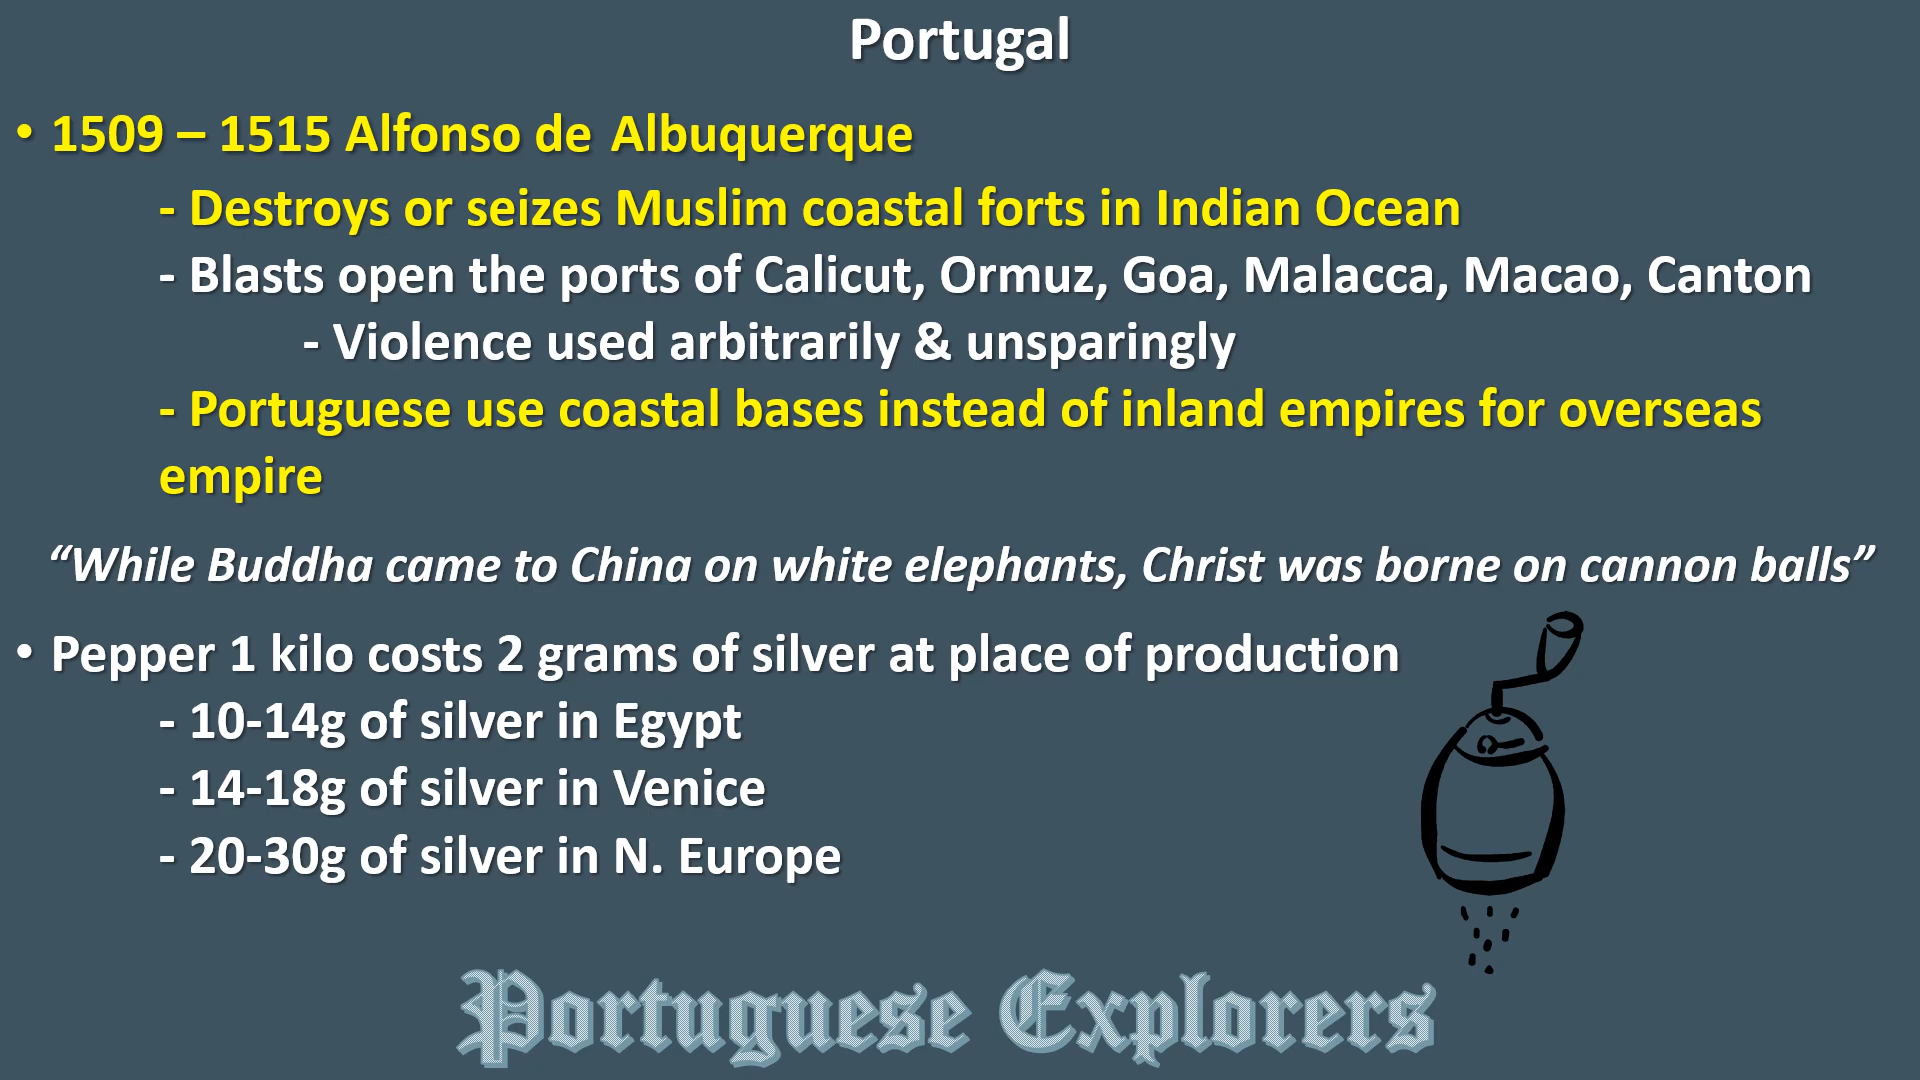 Portugal
• 1509 – 1515 Alfonso de Albuquerque
- Destroys or seizes Muslim coastal forts in Indian Ocean
- Blasts open the ports of Calicut, Ormuz, Goa, Malacca, Macao, Canton
- Violence used arbitrarily & unsparingly
- Portuguese use coastal bases instead of inland empires for overseas
empire
“While Buddha came to China on white elephants, Christ was borne on cannon balls”
• Pepper 1 kilo costs 2 grams of silver at place of production
- 10-14g of silver in Egypt
- 14-18g of silver in Venice
- 20-30g of silver in N. Europe
Portuguese Explorers